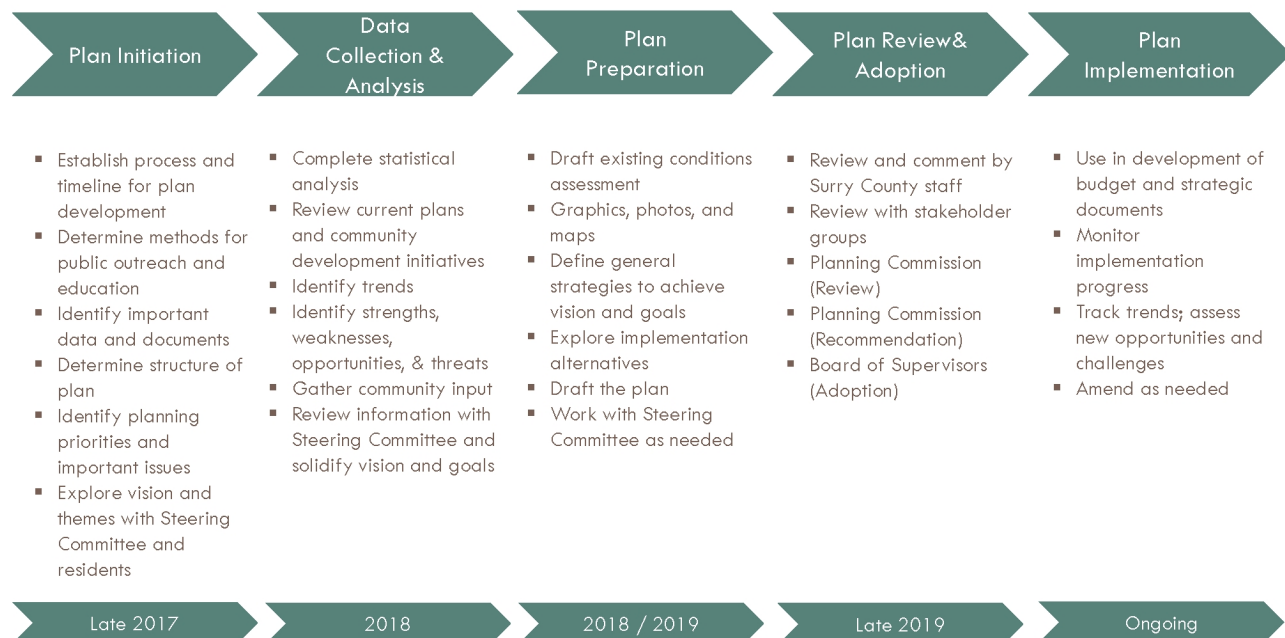 Plan Initiation
Data
Collection &
Analysis
Plan
Preparation
Plan Review&
Adoption
Plan
Implementation
▪ Establish process and
timeline for plan
development
▪ Determine methods for
public outreach and
education
▪ Identify important
data and documents
▪ Determine structure of
plan
▪ Identify planning
priorities and
important issues
▪ Explore vision and
themes with Steering
Committee and
residents
▪ Complete statistical
analysis
▪ Review current plans
and community
development initiatives
▪ Identify trends
▪ Identify strengths,
weaknesses,
opportunities, & threats
▪ Gather community input
▪ Review information with
Steering Committee and
solidify vision and goals
▪ Draft existing conditions
assessment
▪ Graphics, photos, and
maps
▪ Define general
strategies to achieve
vision and goals
▪ Explore implementation
alternatives
▪ Draft the plan
▪ Work with Steering
Committee as needed
▪ Review and comment by
Surry County staff
▪ Review with stakeholder
groups
▪ Planning Commission
(Review)
▪ Planning Commission
(Recommendation)
▪ Board of Supervisors
(Adoption)
▪ Use in development of
budget and strategic
documents
▪ Monitor
implementation
progress
▪ Track trends; assess
new opportunities and
challenges
▪ Amend as needed
Late 2017
2018
2018 / 2019
Late 2019
Ongoing